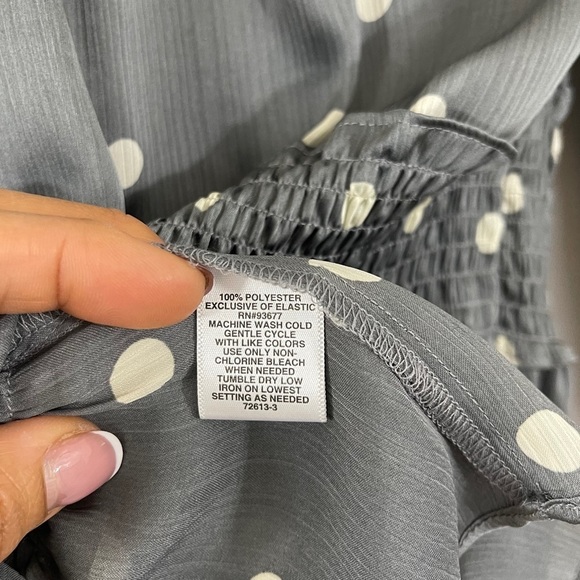 100% POLYESTER
EXCLUSIVE OF ELASTIC
RN#93677
MACHINE WASH COLD
GENTLE CYCLE
WITH LIKE COLORS
USE ONLY NON-
CHLORINE BLEACH
WHEN NEEDED
TUMBLE DRY LOW
IRON ON LOWEST
SETTING AS NEEDED
72613-3